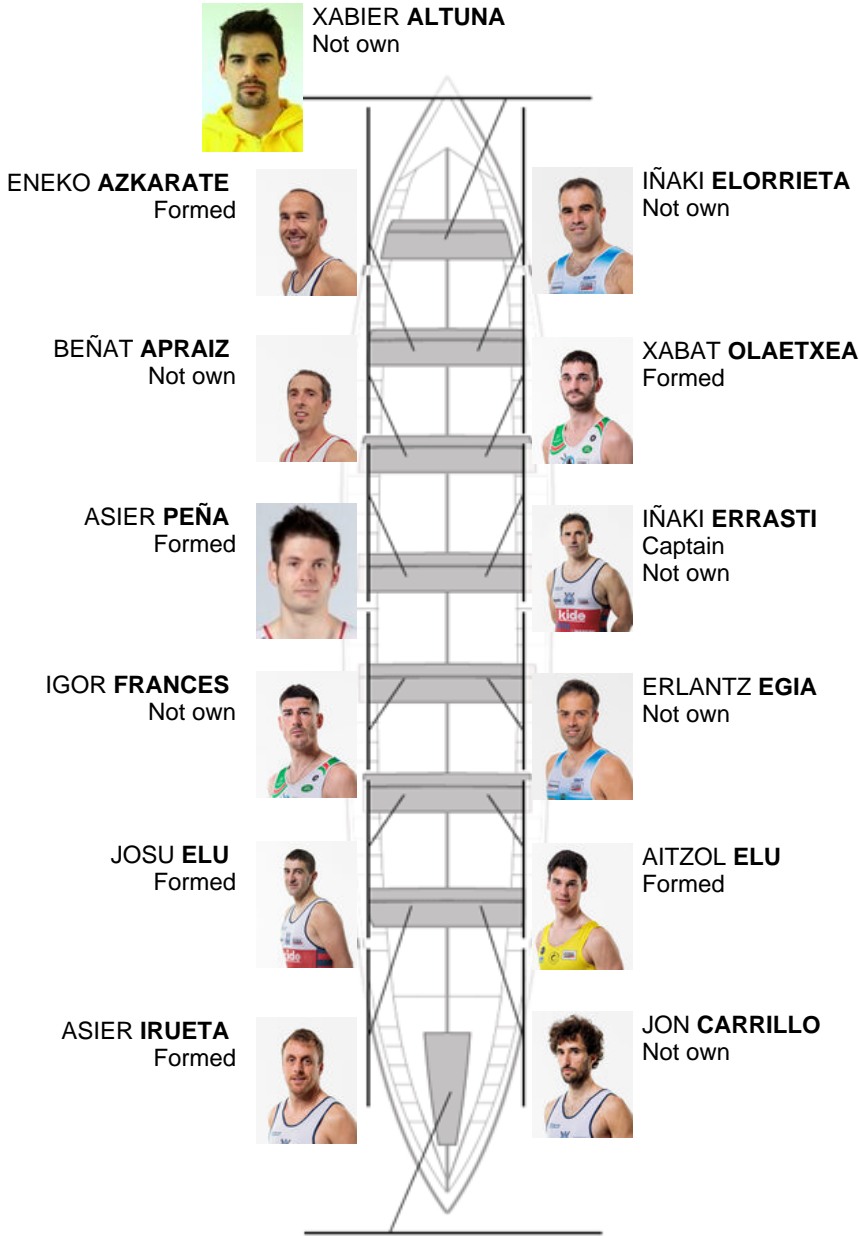 XABIER ALTUNA
Not own
ENEKO AZKARATE
Formed
IÑAKI ELORRIETA
Not own
BEÑAT APRAIZ
Not own
XABAT OLAETXEA
Formed
ASIER PEÑA
Formed
IÑAKI ERRASTI
Captain
Not own
kide
IGOR FRANCES
Not own
ERLANTZ EGIA
Not own
JOSU ELU
Formed
kide
AITZOL ELU
Formed
ASIER IRUETA
Formed
JON CARRILLO
Not own